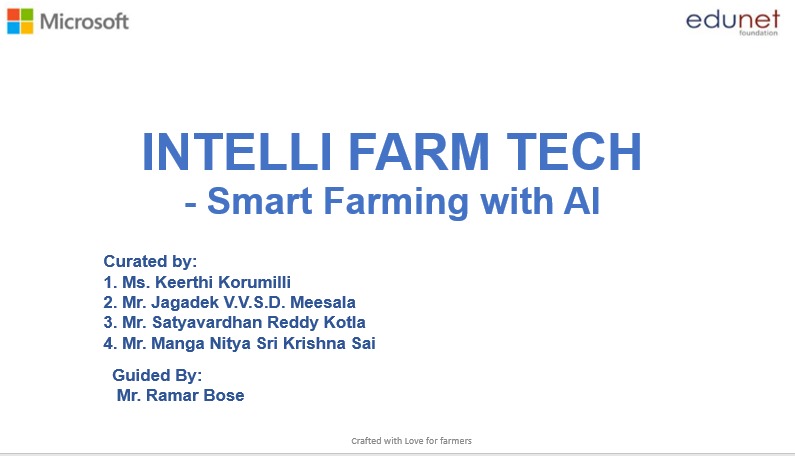 Microsoft
edunet
foundation
INTELLI FARM TECH
- Smart Farming with AI
Curated by:
1. Ms. Keerthi Korumilli
2. Mr. Jagadek V.V.S.D. Meesala
3. Mr. Satyavardhan Reddy Kotla
4. Mr. Manga Nitya Sri Krishna Sai
Guided By:
Mr. Ramar Bose
Crafted with Love for farmers